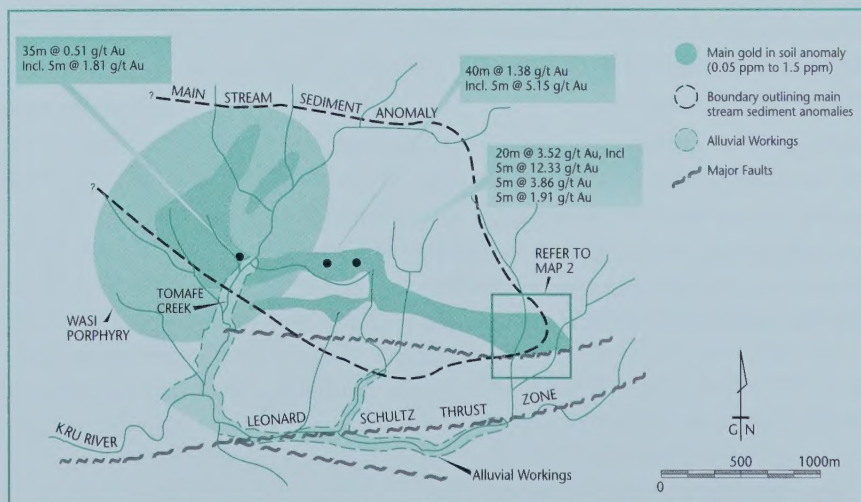 35m @ 0.51 g/t Au
Incl. 5m @ 1.81 g/t Au
40m @ 1.38 g/t Au
Incl. 5m @ 5.15 g/t Au
20m @ 3.52 g/t Au, Incl
5m @ 12.33 g/t Au
5m @ 3.86 g/t Au
5m @ 1.91 g/t Au
? MAIN STREAM SEDIMENT ANOMALY
?
Main gold in soil anomaly
(0.05 ppm to 1.5 ppm)
Boundary outlining main
stream sediment anomalies
Alluvial Workings
Major Faults
REFER TO
MAP 2
TOMAFE
CREEK
WASI
PORPHYRY
KRU RIVER
LEONARD SCHULTZ THRUST ZONE
Alluvial Workings
G N
0 500 1000m